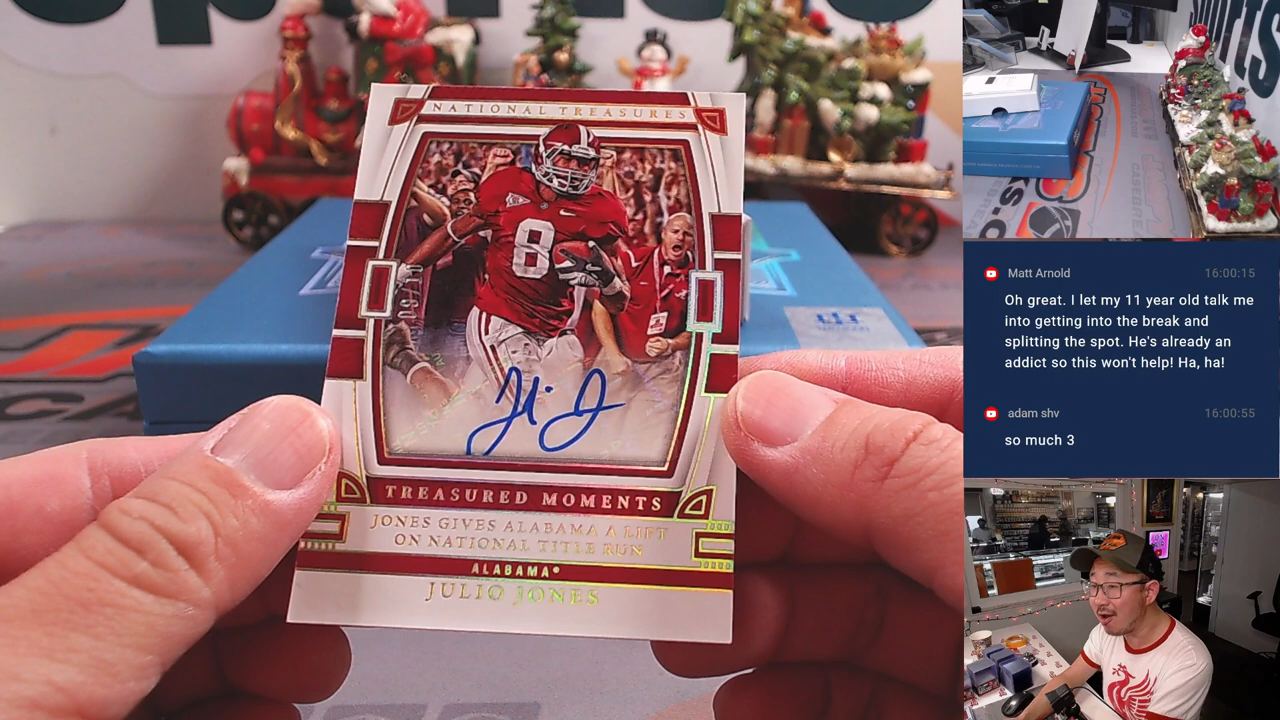 NATIONAL TREASURES
8
TREASURED MOMENTS
JONES GIVES ALABAMA A LIFT
ON NATIONAL TITLE RUN
ALABAMA
JULIO JONES
Matt Arnold
16:00:15
Oh great. I let my 11 year old talk me
into getting into the break and
splitting the spot. He's already an
addict so this won't help! Ha, ha!
adam shv
16:00:55
so much 3